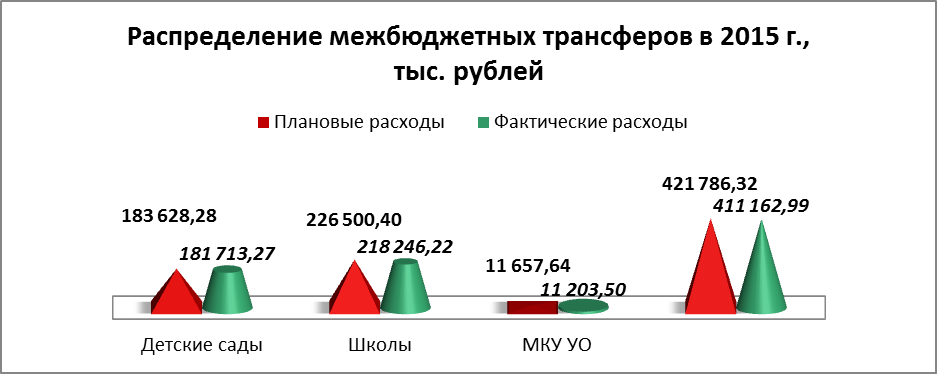 Распределение межбюджетных трансферов в 2015 г.,
тыс. рублей
Плановые расходы Фактические расходы
183 628,28
181 713,27
226 500,40
218 246,22
11 657,64
11 203,50
421 786,32
411 162,99
Детские сады Школы МКУ УО